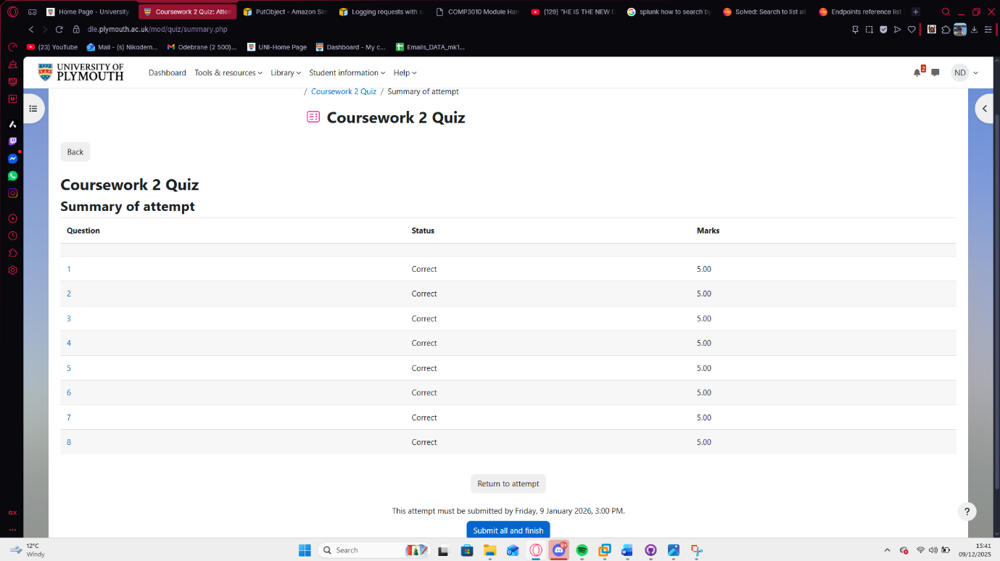 Home Page - University
Coursework 2 Quiz: Atten
PutObject - Amazon Sim
Logging requests with s
COMP3010 Module Han
(129) "HE IS THE NEW D
splunk how to search by
Solved: Search to list all
Endpoints reference list
dle.plymouth.ac.uk/mod/quiz/summary.php
(23) YouTube
Mail - (s) Nikodem...
Odebrane (2 500)...
UNI-Home Page
Dashboard - My c...
Emails_DATA_mk1...
UNIVERSITY OF
PLYMOUTH
Dashboard Tools & resources Library Student information Help
2
ND
/ Coursework 2 Quiz / Summary of attempt
Coursework 2 Quiz
Back
Coursework 2 Quiz
Summary of attempt
Question Status Marks
1 Correct 5.00
2 Correct 5.00
3 Correct 5.00
4 Correct 5.00
5 Correct 5.00
6 Correct 5.00
7 Correct 5.00
8 Correct 5.00
Return to attempt
This attempt must be submitted by Friday, 9 January 2026, 3:00 PM.
Submit all and finish
?
GX
12°C
Windy
Search
9+
15:41
09/12/2025